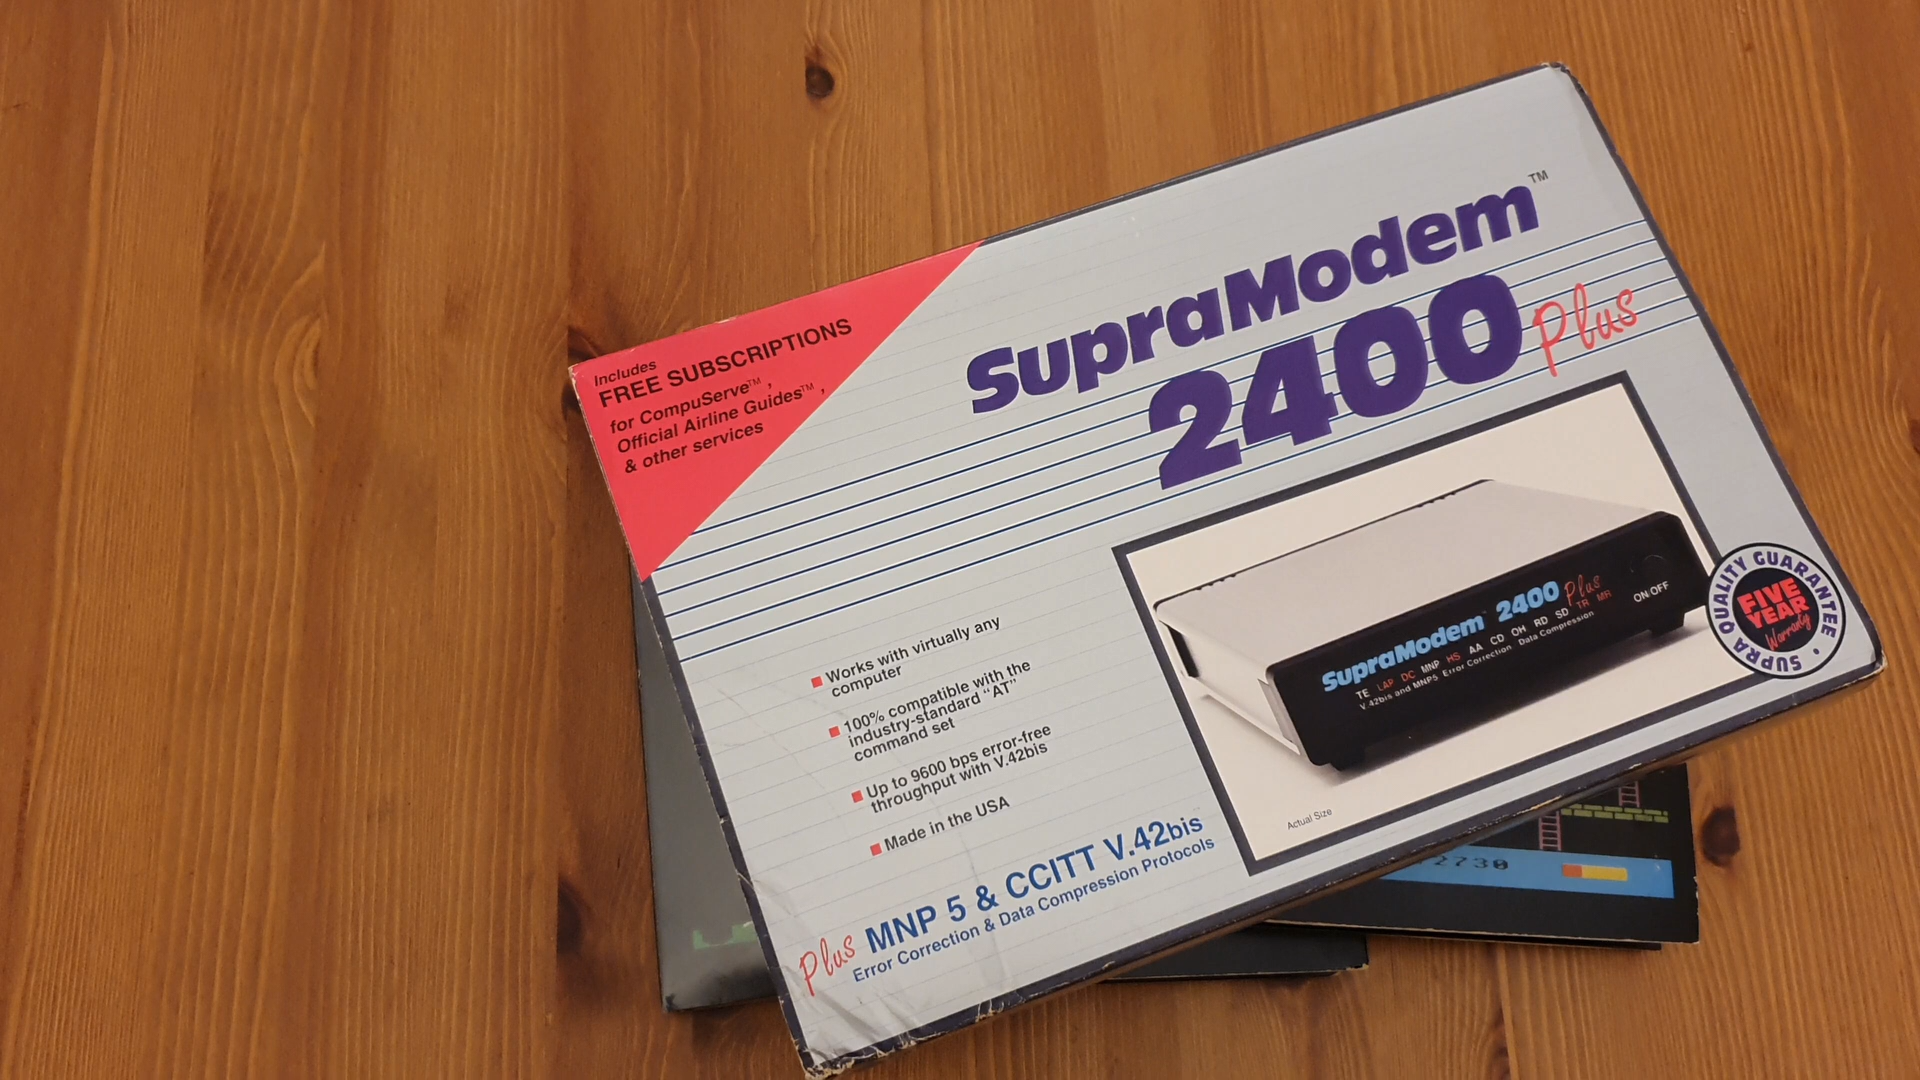 SupraModem™
2400 Plus
Includes
FREE SUBSCRIPTIONS
for CompuServe™,
Official Airline Guides™,
& other services
Works with virtually any
computer
100% compatible with the
industry-standard “AT”
command set
Up to 9600 bps error-free
throughput with V.42bis
Made in the USA
Plus MNP 5 & CCITT V.42bis
Error Correction & Data Compression Protocols
SupraModem 2400 Plus
TE LAP DC MNP HS AA CD OH RD SD TR MR
ON/OFF
V.42bis and MNP5 Error Correction Data Compression
Actual Size
SUPRA QUALITY GUARANTEE
FIVE
YEAR
Warranty
2730